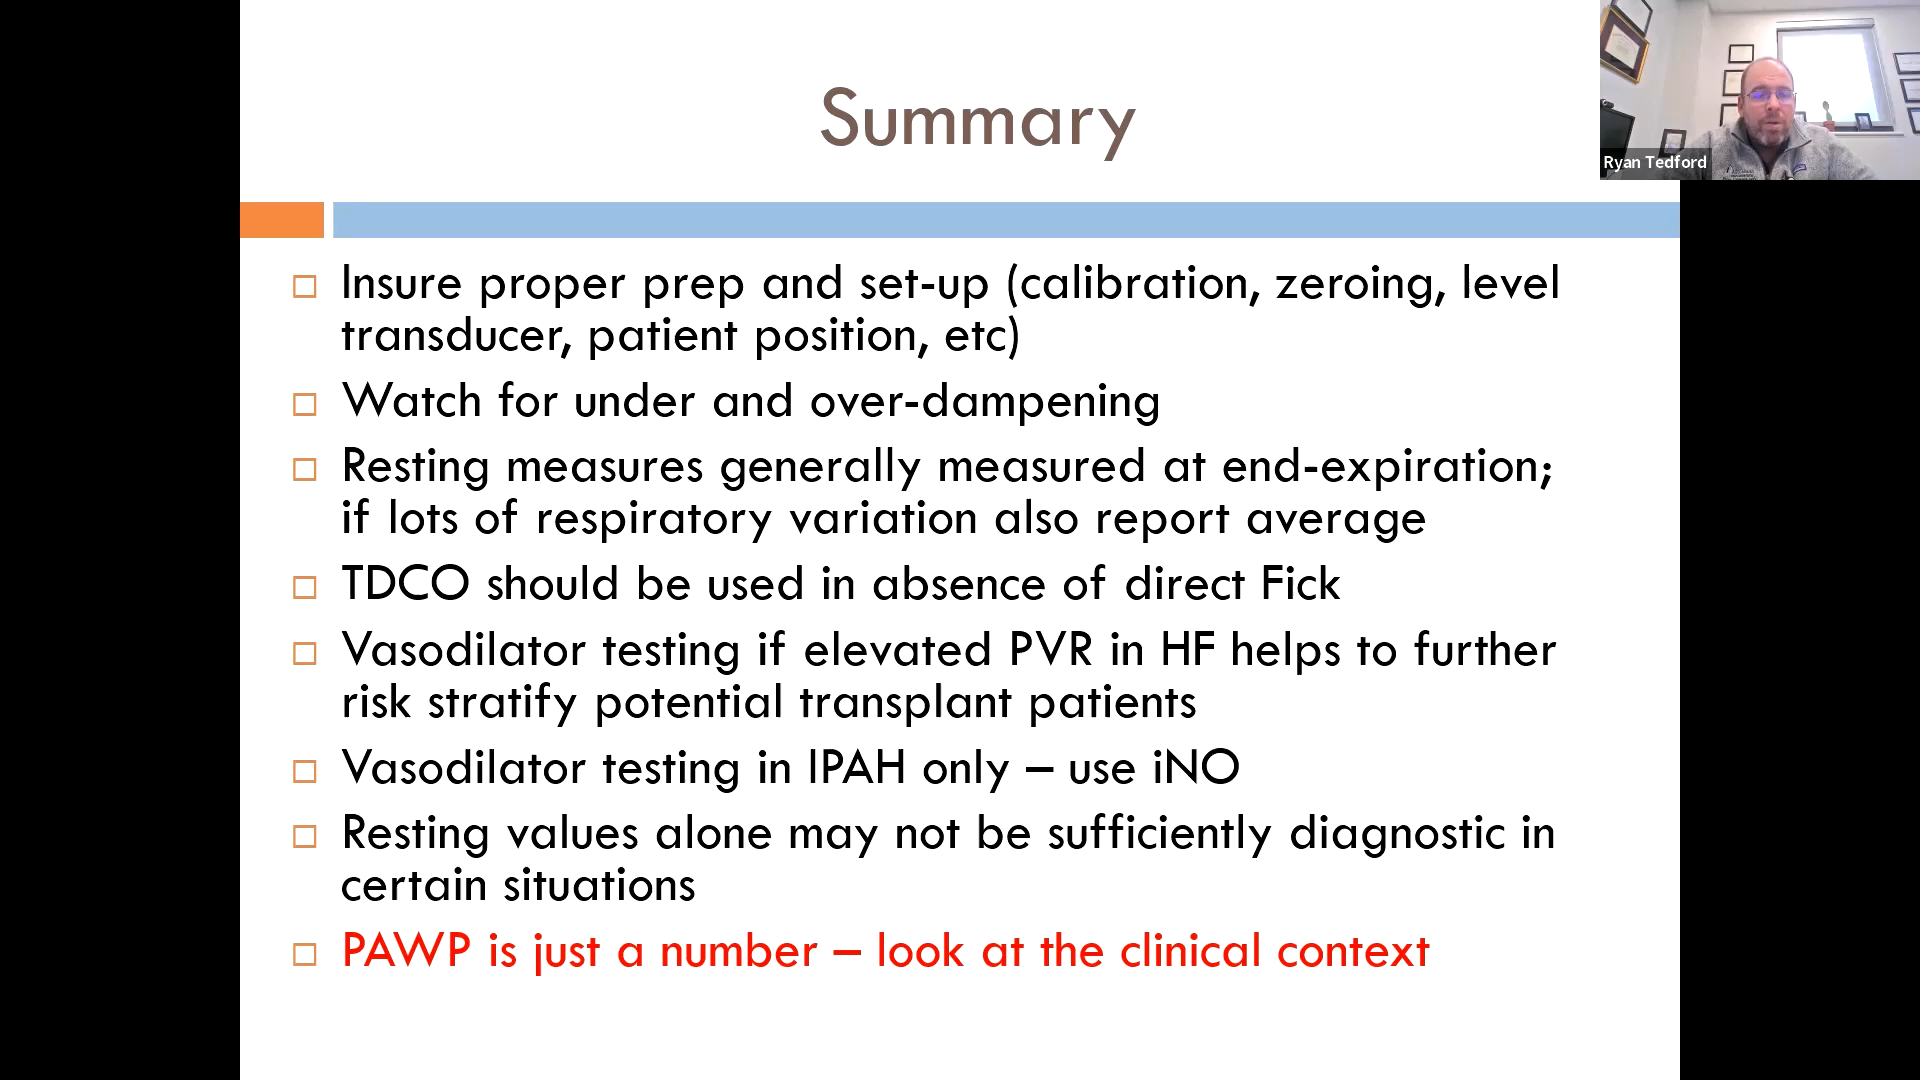 Summary
Ryan Tedford
Insure proper prep and set-up (calibration, zeroing, level
transducer, patient position, etc)
Watch for under and over-dampening
Resting measures generally measured at end-expiration;
if lots of respiratory variation also report average
TDCO should be used in absence of direct Fick
Vasodilator testing if elevated PVR in HF helps to further
risk stratify potential transplant patients
Vasodilator testing in IPAH only – use iNO
Resting values alone may not be sufficiently diagnostic in
certain situations
PAWP is just a number – look at the clinical context